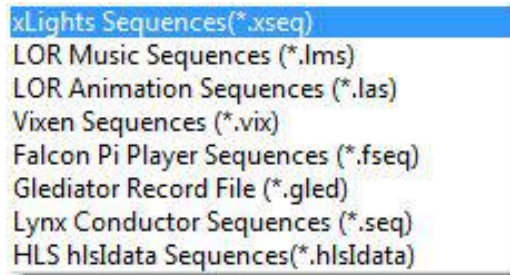 xLights Sequences(*.xseq)
LOR Music Sequences (*.lms)
LOR Animation Sequences (*.las)
Vixen Sequences (*.vix)
Falcon Pi Player Sequences (*.fseq)
Glediator Record File (*.gled)
Lynx Conductor Sequences (*.seq)
HLS hlsIdata Sequences(*.hlsIdata)